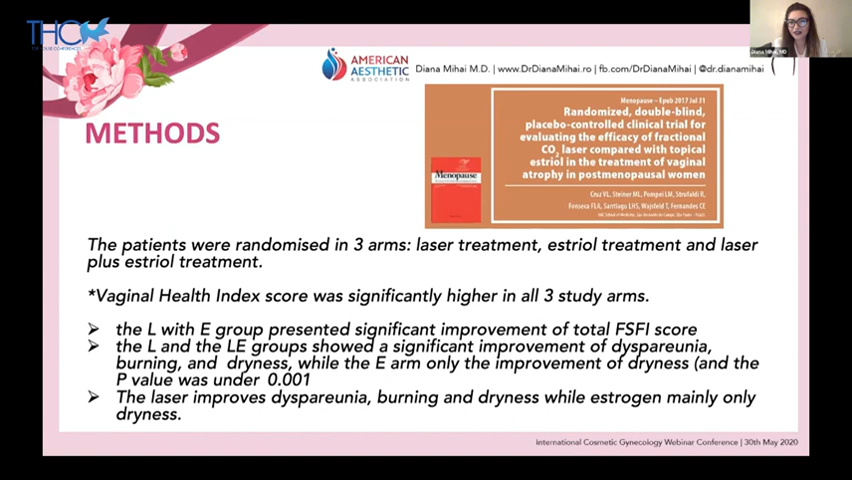 THC
TOP HOUSE CONFERENCES
AMERICAN
AESTHETIC
ASSOCIATION
Diana Mihai M.D. | www.DrDianaMihai.ro | fb.com/DrDianaMihai | @dr.dianamihai
Diana Mihai, MD
METHODS
Menopause – Epub 2017 Jul 31
Randomized, double-blind,
placebo-controlled clinical trial for
evaluating the efficacy of fractional
CO2 laser compared with topical
estriol in the treatment of vaginal
atrophy in postmenopausal women
Cruz VL, Steiner ML, Pompei LM, Strufaldi R,
Fonseca FLA, Santiago LHS, Wajsfeld T, Fernandes CE
Menopause
The patients were randomised in 3 arms: laser treatment, estriol treatment and laser
plus estriol treatment.
*Vaginal Health Index score was significantly higher in all 3 study arms.
➢ the L with E group presented significant improvement of total FSFI score
➢ the L and the LE groups showed a significant improvement of dyspareunia,
burning, and dryness, while the E arm only the improvement of dryness (and the
P value was under 0.001
➢ The laser improves dyspareunia, burning and dryness while estrogen mainly only
dryness.
International Cosmetic Gynecology Webinar Conference | 30th May 2020